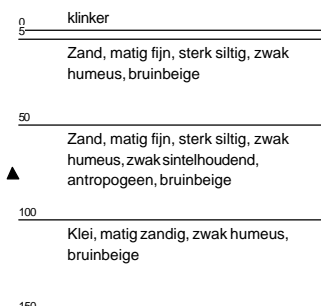 0 klinker
5
Zand, matig fijn, sterk siltig, zwak
humeus, bruinbeige
50
Zand, matig fijn, sterk siltig, zwak
humeus, zwak sintelhoudend,
antropogeen, bruinbeige
100
Klei, matig zandig, zwak humeus,
bruinbeige
150